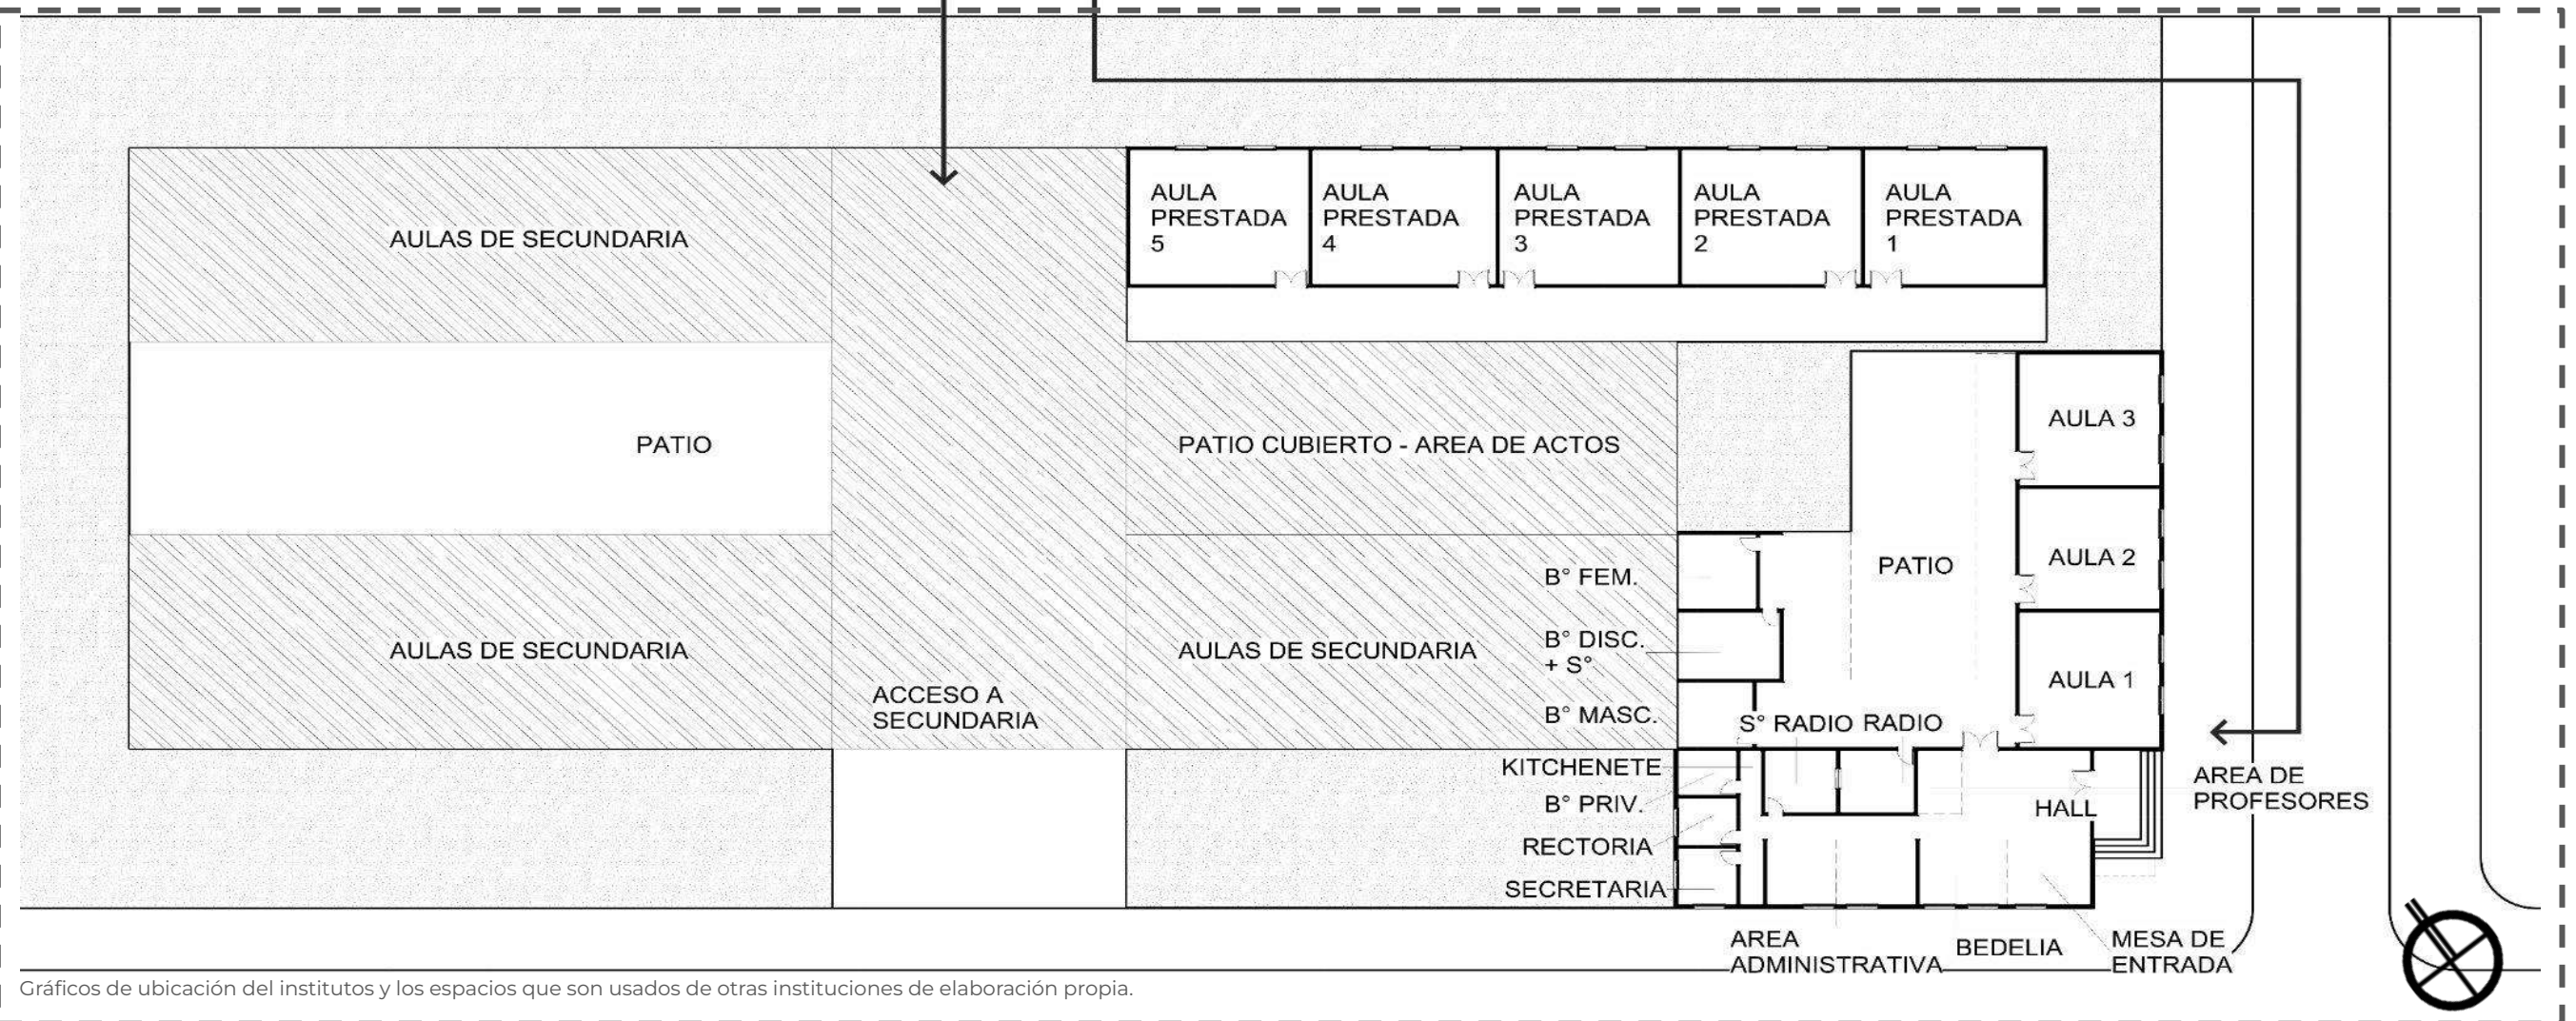 AULA
PRESTADA
5
AULA
PRESTADA
4
AULA
PRESTADA
3
AULA
PRESTADA
2
AULA
PRESTADA
1
AULAS DE SECUNDARIA
PATIO
PATIO CUBIERTO - AREA DE ACTOS
AULA 3
AULA 2
AULA 1
PATIO
B° FEM.
B° DISC.
+ S°
B° MASC.
AULAS DE SECUNDARIA
AULAS DE SECUNDARIA
ACCESO A
SECUNDARIA
S° RADIO
RADIO
KITCHENETE
B° PRIV.
RECTORIA
SECRETARIA
HALL
AREA DE
PROFESORES
AREA
ADMINISTRATIVA
BEDELIA
MESA DE
ENTRADA
Gráficos de ubicación del institutos y los espacios que son usados de otras instituciones de elaboración propia.